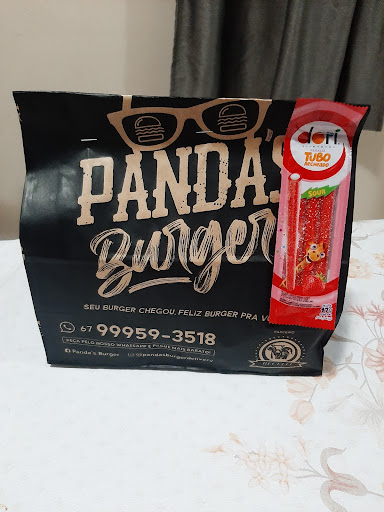 PANDA'S
Burger
SEU BURGER CHEGOU, FELIZ BURGER PRA V
67 99959-3518
PEÇA PELO NOSSO WHATSAPP E PAGUE MAIS BARATO!
Panda's Burger
@pandasburgerdelivery
dori
TUBO
RECHEADO
SOUR